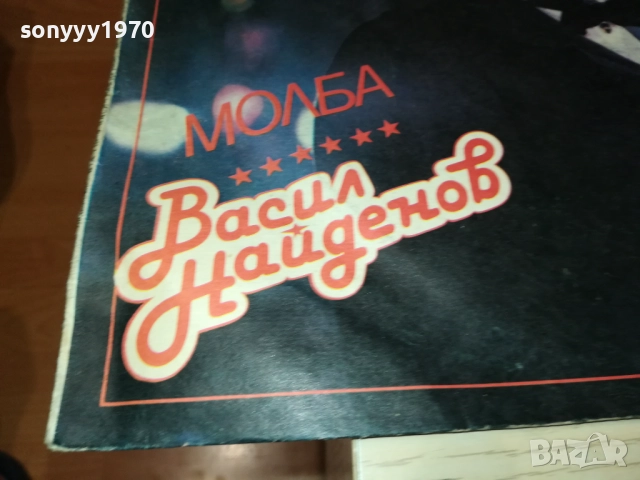 sonyyy1970
МОЛБА
Васил
Найденов
BAZAR